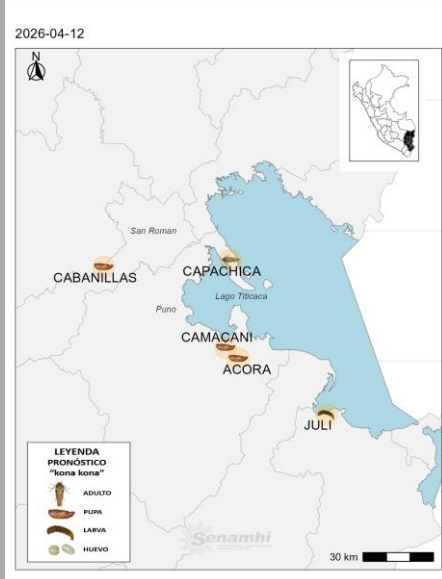 2026-04-12
N
San Roman
CABANILLAS
CAPACHICA
Lago Titicaca
Puno
CAMACANI
ACORA
JULI
LEYENDA
PRONÓSTICO
"kona kona"
ADULTO
PUPA
LARVA
HUEVO
Senamhi
30 km